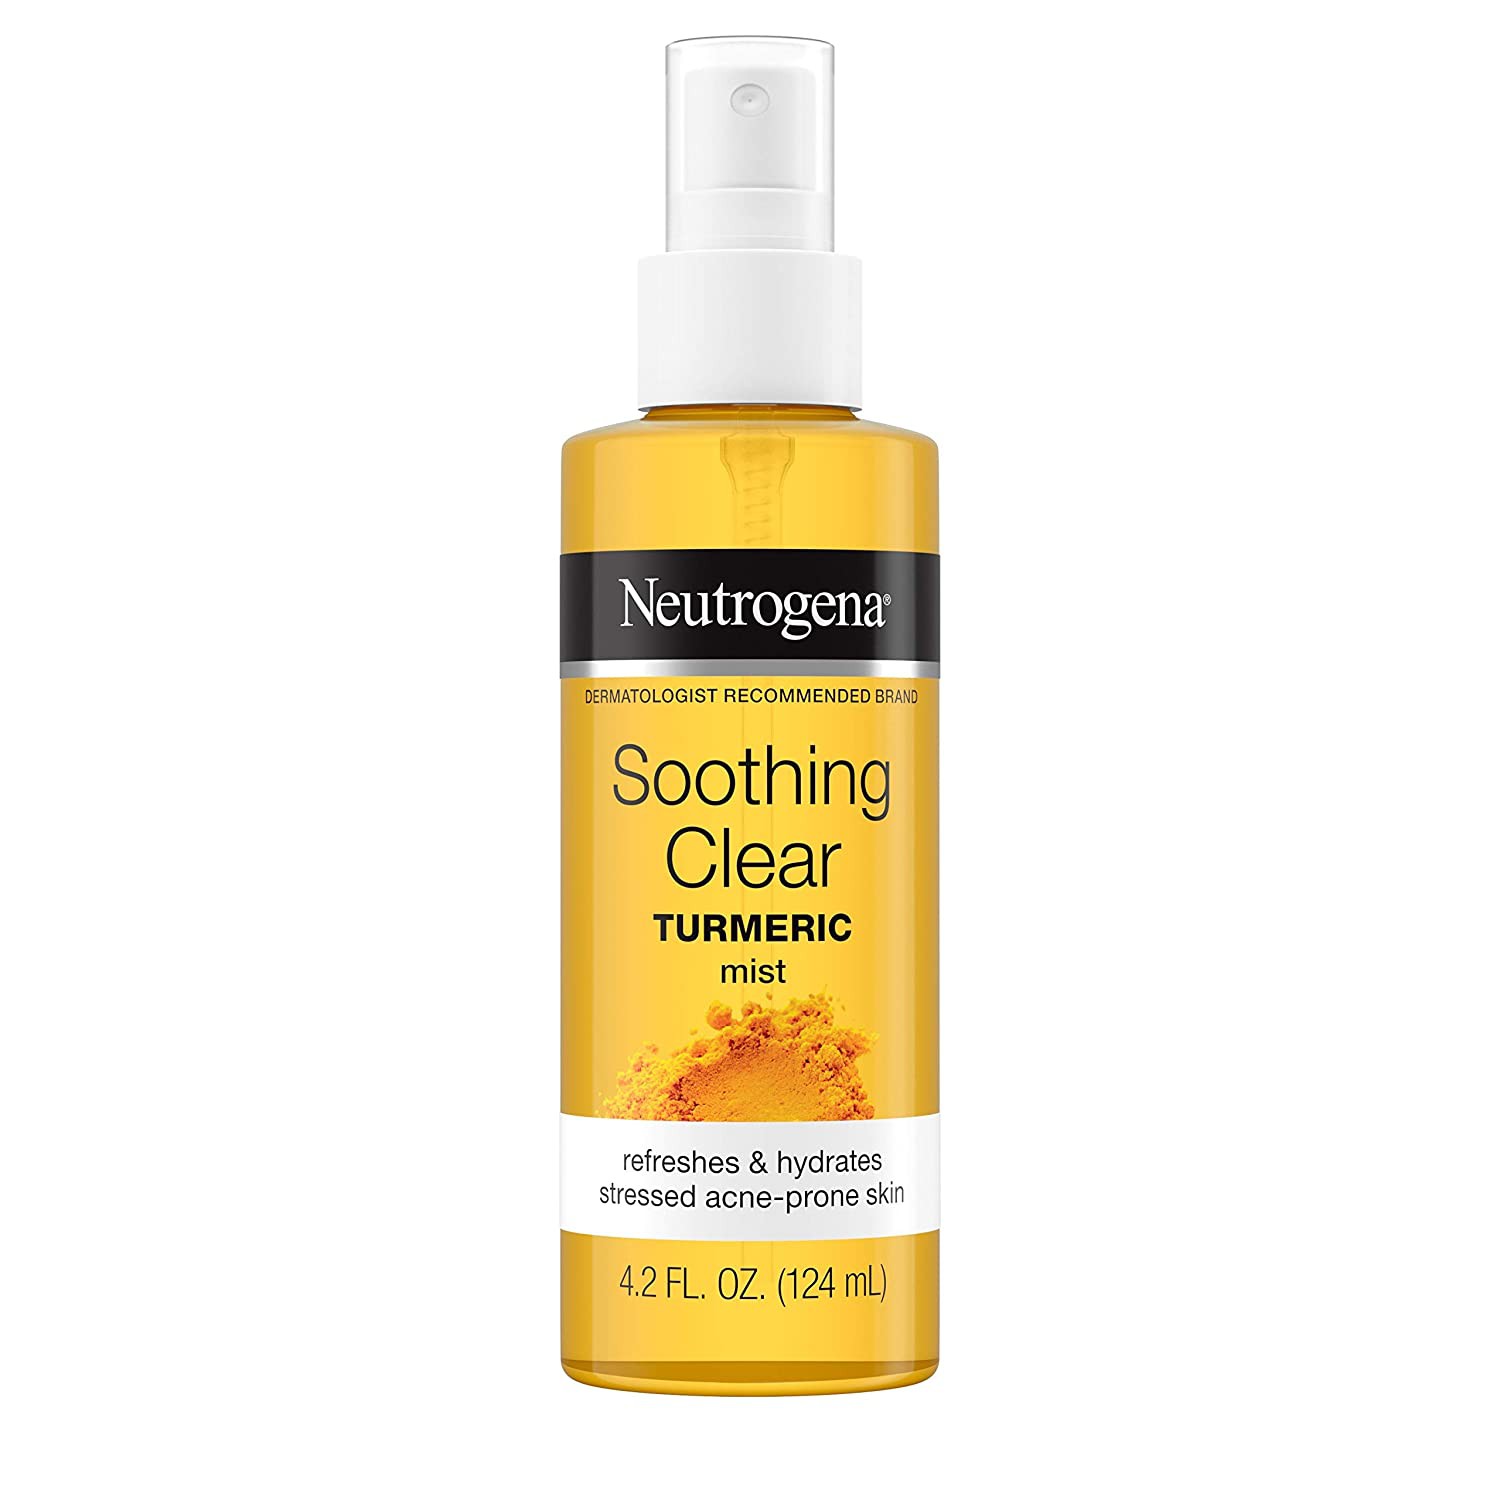 Neutrogena®
DERMATOLOGIST RECOMMENDED BRAND
Soothing
Clear
TURMERIC
mist
refreshes & hydrates
stressed acne-prone skin
4.2 FL. OZ. (124 mL)